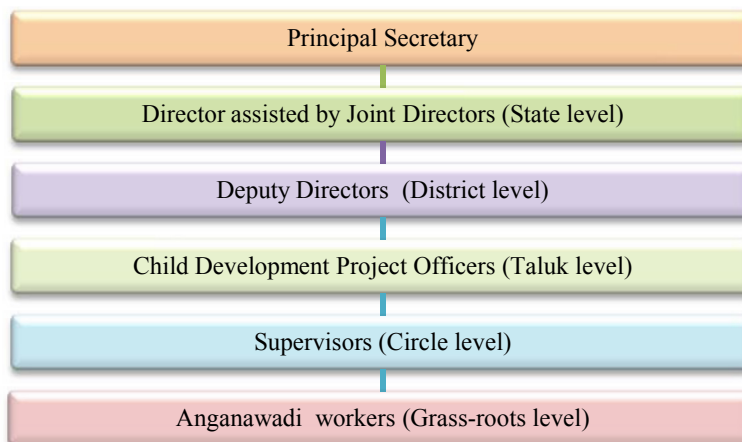 Principal Secretary
Director assisted by Joint Directors (State level)
Deputy Directors (District level)
Child Development Project Officers (Taluk level)
Supervisors (Circle level)
Anganawadi workers (Grass-roots level)